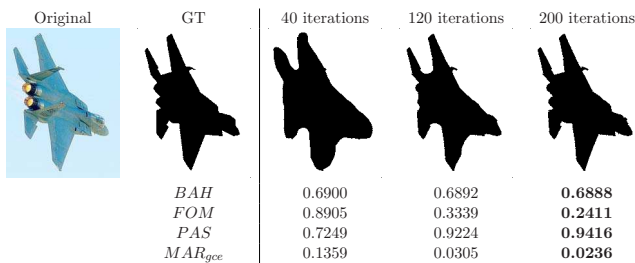 Original GT 40 iterations 120 iterations 200 iterations
BAH 0.6900 0.6892 0.6888
FOM 0.8905 0.3339 0.2411
PAS 0.7249 0.9224 0.9416
MARgce 0.1359 0.0305 0.0236